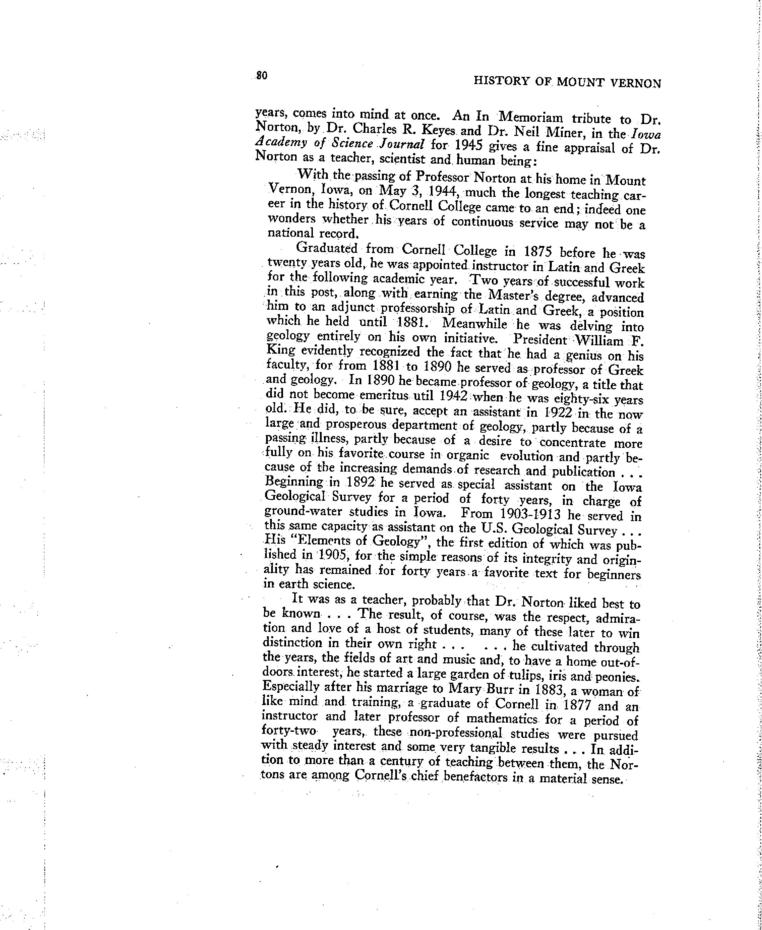 80
HISTORY OF MOUNT VERNON
years, comes into mind at once. An In Memoriam tribute to Dr.
Norton, by Dr. Charles R. Keyes and Dr. Neil Miner, in the Iowa
Academy of Science Journal for 1945 gives a fine appraisal of Dr.
Norton as a teacher, scientist and human being:
With the passing of Professor Norton at his home in Mount
Vernon, Iowa, on May 3, 1944, much the longest teaching car-
eer in the history of Cornell College came to an end; indeed one
wonders whether his years of continuous service may not be a
national record.
Graduated from Cornell College in 1875 before he was
twenty years old, he was appointed instructor in Latin and Greek
for the following academic year. Two years of successful work
in this post, along with earning the Master's degree, advanced
him to an adjunct professorship of Latin and Greek, a position
which he held until 1881. Meanwhile he was delving into
geology entirely on his own initiative. President William F.
King evidently recognized the fact that he had a genius on his
faculty, for from 1881 to 1890 he served as professor of Greek
and geology. In 1890 he became professor of geology, a title that
did not become emeritus util 1942 when he was eighty-six years
old. He did, to be sure, accept an assistant in 1922 in the now
large and prosperous department of geology, partly because of a
passing illness, partly because of a desire to concentrate more
fully on his favorite course in organic evolution and partly be-
cause of the increasing demands of research and publication . . .
Beginning in 1892 he served as special assistant on the Iowa
Geological Survey for a period of forty years, in charge of
ground-water studies in Iowa. From 1903-1913 he served in
this same capacity as assistant on the U.S. Geological Survey . . .
His "Elements of Geology", the first edition of which was pub-
lished in 1905, for the simple reasons of its integrity and origin-
ality has remained for forty years a favorite text for beginners
in earth science.
It was as a teacher, probably that Dr. Norton liked best to
be known . . . The result, of course, was the respect, admira-
tion and love of a host of students, many of these later to win
distinction in their own right . . . . . . he cultivated through
the years, the fields of art and music and, to have a home out-of-
doors interest, he started a large garden of tulips, iris and peonies.
Especially after his marriage to Mary Burr in 1883, a woman of
like mind and training, a graduate of Cornell in 1877 and an
instructor and later professor of mathematics for a period of
forty-two years, these non-professional studies were pursued
with steady interest and some very tangible results . . . In addi-
tion to more than a century of teaching between them, the Nor-
tons are among Cornell's chief benefactors in a material sense.